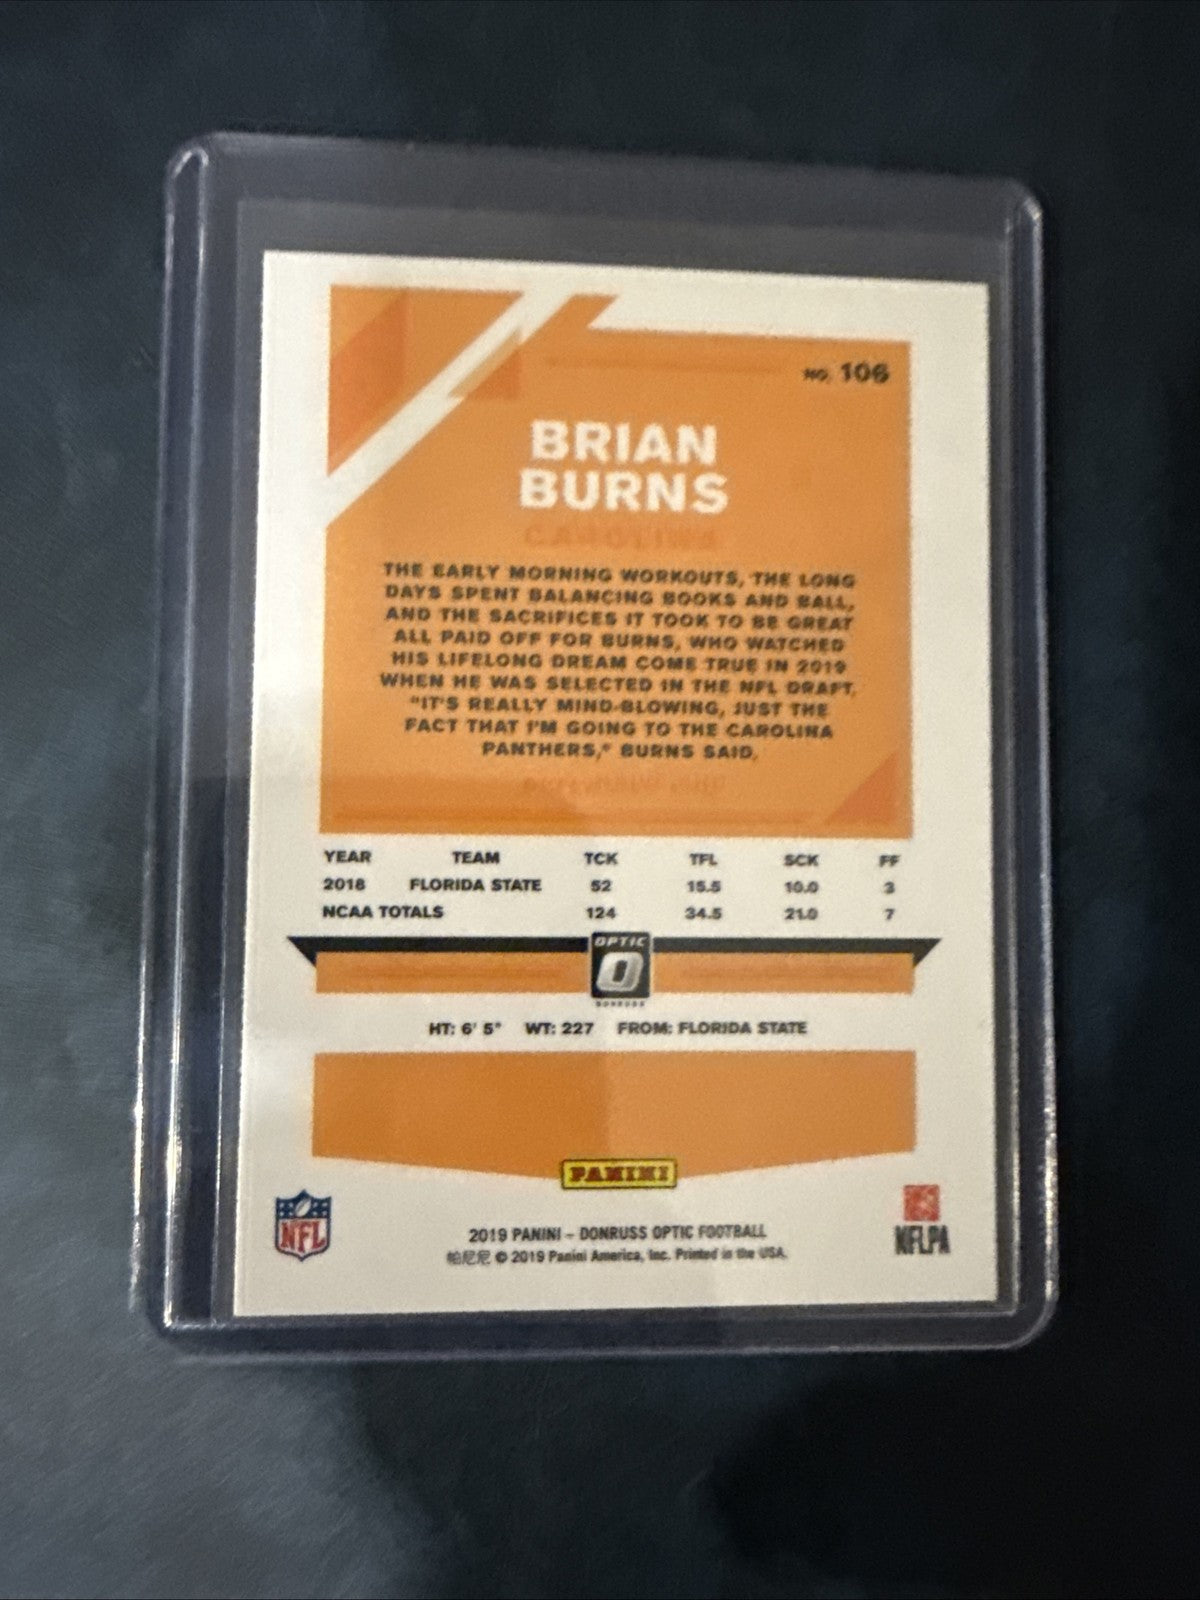 NO. 106
BRIAN
BURNS
CAROLINA
THE EARLY MORNING WORKOUTS, THE LONG
DAYS SPENT BALANCING BOOKS AND BALL,
AND THE SACRIFICES IT TOOK TO BE GREAT
ALL PAID OFF FOR BURNS, WHO WATCHED
HIS LIFELONG DREAM COME TRUE IN 2019
WHEN HE WAS SELECTED IN THE NFL DRAFT.
"IT'S REALLY MIND-BLOWING, JUST THE
FACT THAT I'M GOING TO THE CAROLINA
PANTHERS," BURNS SAID.
YEAR TEAM TCK TFL SCK FF
2018 FLORIDA STATE 52 15.5 10.0 3
NCAA TOTALS 124 34.5 21.0 7
OPTIC
DONRUSS
HT: 6' 5" WT: 227 FROM: FLORIDA STATE
PANINI
NFL
2019 PANINI – DONRUSS OPTIC FOOTBALL
NFLPA
帕尼尼 © 2019 Panini America, Inc. Printed in the USA.